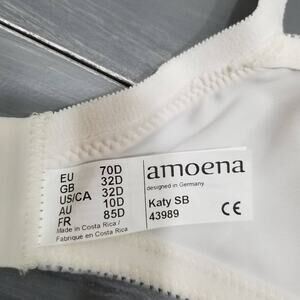 EU 70D
GB 32D
US/CA 32D
AU 10D
FR 85D
Made in Costa Rica /
Fabrique en Costa Rica
amoena
designed in Germany
Katy SB
43989 CE